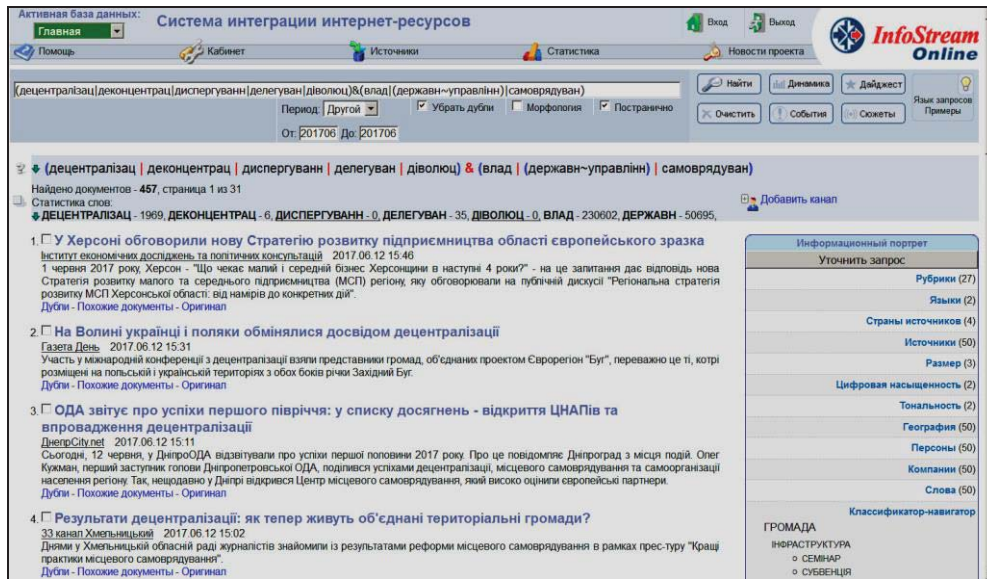 Активная база данных:
Главная
Система интеграции интернет-ресурсов
Вход
Выход
InfoStream
Online
Помощь
Кабинет
Источники
Статистика
Новости проекта
(децентралізац|деконцентрац|диспергуванн|делегуван|діволюц)&(влад|(державн~управлінн)|самоврядуван)
Найти
Динамика
Дайджест
Язык запросов
Примеры
Период: Другой
Убрать дубли
Морфология
Постранично
Очистить
События
Сюжеты
От: 201706 До: 201706
(децентралізац | деконцентрац | диспергуванн | делегуван | діволюц) & (влад | (державн~управлінн) | самоврядуван)
Найдено документов - 457, страница 1 из 31
Статистика слов:
ДЕЦЕНТРАЛІЗАЦ - 1969, ДЕКОНЦЕНТРАЦ - 6, ДИСПЕРГУВАНН - 0, ДЕЛЕГУВАН - 35, ДІВОЛЮЦ - 0, ВЛАД - 230602, ДЕРЖАВН - 50695,
Добавить канал
1. У Херсоні обговорили нову Стратегію розвитку підприємництва області європейського зразка
Інститут економічних досліджень та політичних консультацій 2017.06.12 15:46
1 червня 2017 року, Херсон - "Що чекає малий і середній бізнес Херсонщини в наступні 4 роки?" - на це запитання дає відповідь нова
Стратегія розвитку малого та середнього підприємництва (МСП) регіону, яку обговорювали на публічній дискусії "Регіональна стратегія
розвитку МСП Херсонської області: від намірів до конкретних дій".
Дубли - Похожие документы - Оригинал
2. На Волині українці і поляки обмінялися досвідом децентралізації
Газета День 2017.06.12 15:31
Участь у міжнародній конференції з децентралізації взяли представники громад, об'єднаних проектом Єврорегіон "Буг", переважно це ті, котрі
розміщені на польській і українській територіях з обох боків річки Західний Буг.
Дубли - Похожие документы - Оригинал
3. ОДА звітує про успіхи першого півріччя: у списку досягнень - відкриття ЦНАПів та
впровадження децентралізації
ДнепрCity.net 2017.06.12 15:11
Сьогодні, 12 червня, у ДніпроОДА відзвітували про успіхи першої половини 2017 року. Про це повідомляє Дніпроград з місця подій. Олег
Кужман, перший заступник голови Дніпропетровської ОДА, поділився успіхами децентралізації, місцевого самоврядування та самоорганізації
населення регіону. Так, нещодавно у Дніпрі відкрився Центр місцевого самоврядування, який високо оцінили європейські партнери.
Дубли - Похожие документы - Оригинал
4. Результати децентралізації: як тепер живуть об'єднані територіальні громади?
33 канал Хмельницький 2017.06.12 15:02
Днями у Хмельницькій обласній раді журналістів знайомили із результатами реформи місцевого самоврядування в рамках прес-туру "Кращі
практики місцевого самоврядування".
Дубли - Похожие документы - Оригинал
Информационный портрет
Уточнить запрос
Рубрики (27)
Языки (2)
Страны источников (4)
Источники (50)
Размер (3)
Цифровая насыщенность (2)
Тональность (2)
География (50)
Персоны (50)
Компании (50)
Слова (50)
Классификатор-навигатор
ГРОМАДА
ІНФРАСТРУКТУРА
СЕМІНАР
СУБВЕНЦІЯ